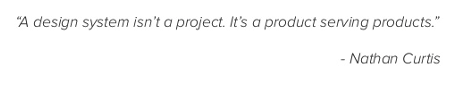 “A design system isn’t a project. It’s a product serving products.”
- Nathan Curtis